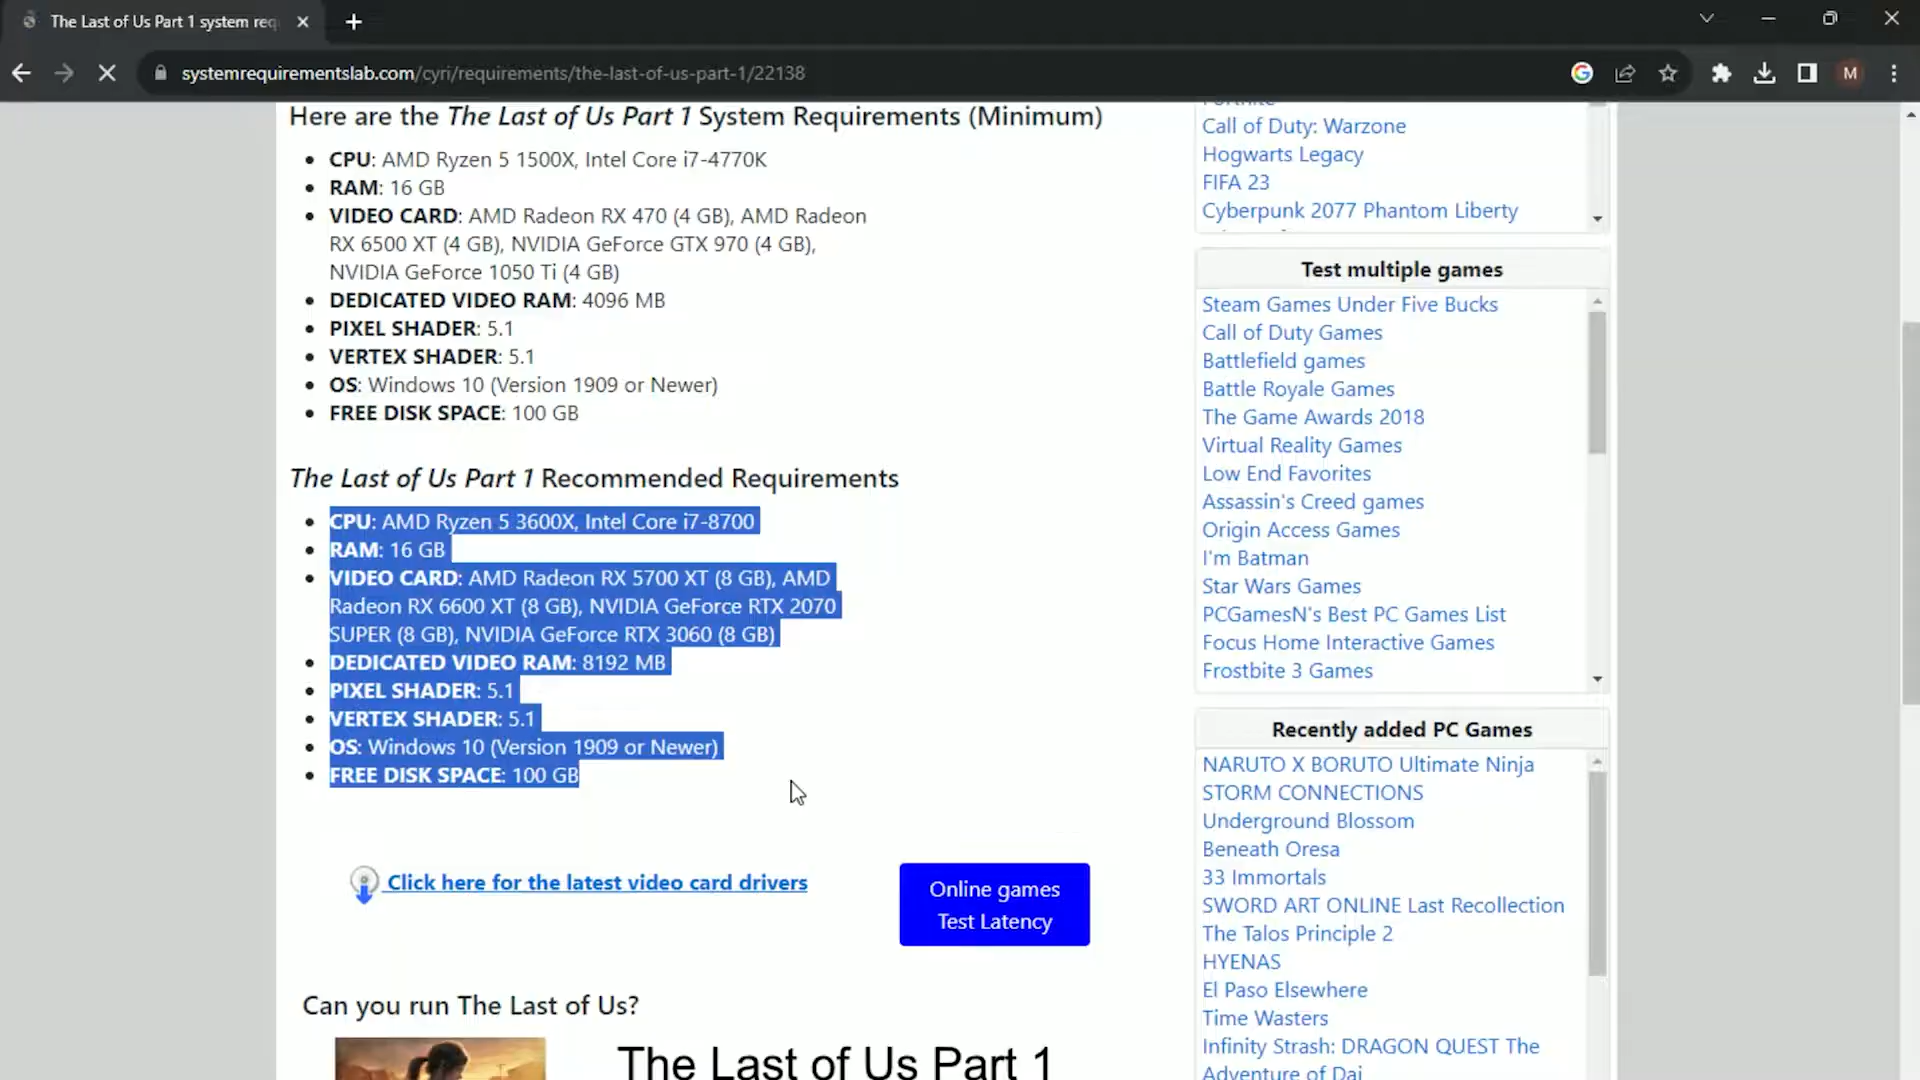 The Last of Us Part 1 system req
systemrequirementslab.com/cyri/requirements/the-last-of-us-part-1/22138
M
Here are the The Last of Us Part 1 System Requirements (Minimum)
CPU: AMD Ryzen 5 1500X, Intel Core i7-4770K
RAM: 16 GB
VIDEO CARD: AMD Radeon RX 470 (4 GB), AMD Radeon
RX 6500 XT (4 GB), NVIDIA GeForce GTX 970 (4 GB),
NVIDIA GeForce 1050 Ti (4 GB)
DEDICATED VIDEO RAM: 4096 MB
PIXEL SHADER: 5.1
VERTEX SHADER: 5.1
OS: Windows 10 (Version 1909 or Newer)
FREE DISK SPACE: 100 GB
The Last of Us Part 1 Recommended Requirements
CPU: AMD Ryzen 5 3600X, Intel Core i7-8700
RAM: 16 GB
VIDEO CARD: AMD Radeon RX 5700 XT (8 GB), AMD
Radeon RX 6600 XT (8 GB), NVIDIA GeForce RTX 2070
SUPER (8 GB), NVIDIA GeForce RTX 3060 (8 GB)
DEDICATED VIDEO RAM: 8192 MB
PIXEL SHADER: 5.1
VERTEX SHADER: 5.1
OS: Windows 10 (Version 1909 or Newer)
FREE DISK SPACE: 100 GB
Click here for the latest video card drivers
Online games
Test Latency
Can you run The Last of Us?
The Last of Us Part 1
Fortnite
Call of Duty: Warzone
Hogwarts Legacy
FIFA 23
Cyberpunk 2077 Phantom Liberty
Test multiple games
Steam Games Under Five Bucks
Call of Duty Games
Battlefield games
Battle Royale Games
The Game Awards 2018
Virtual Reality Games
Low End Favorites
Assassin's Creed games
Origin Access Games
I'm Batman
Star Wars Games
PCGamesN's Best PC Games List
Focus Home Interactive Games
Frostbite 3 Games
Recently added PC Games
NARUTO X BORUTO Ultimate Ninja
STORM CONNECTIONS
Underground Blossom
Beneath Oresa
33 Immortals
SWORD ART ONLINE Last Recollection
The Talos Principle 2
HYENAS
El Paso Elsewhere
Time Wasters
Infinity Strash: DRAGON QUEST The
Adventure of Dai